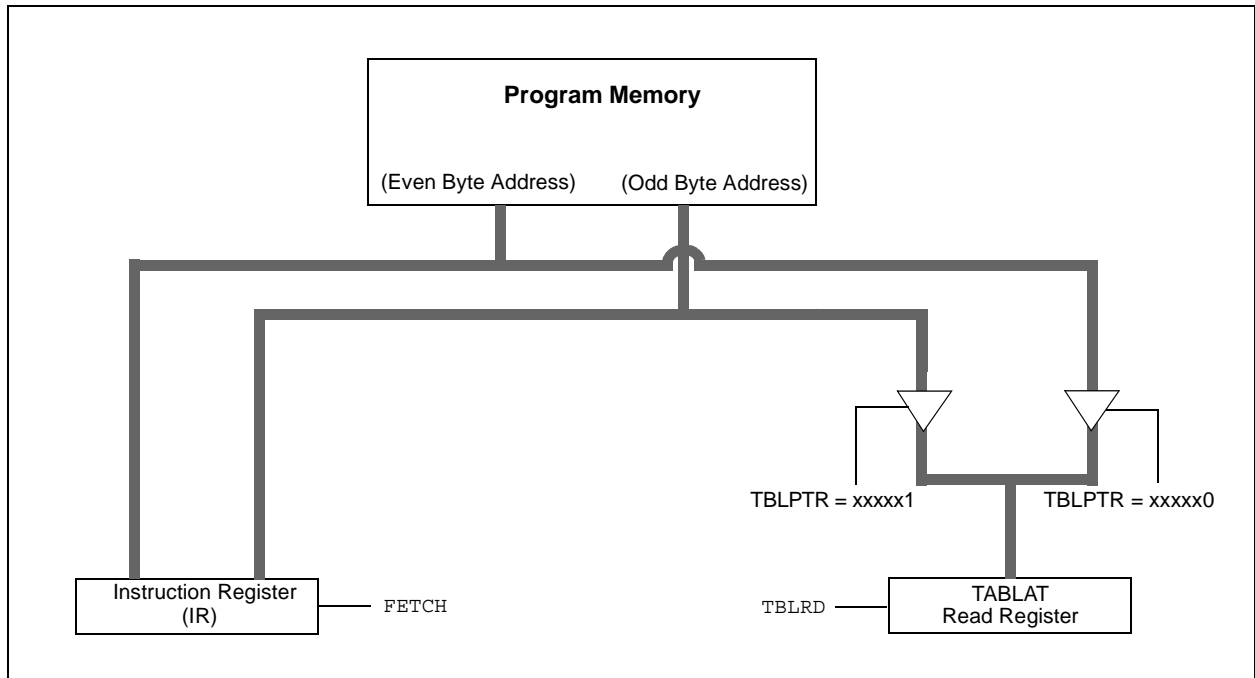 Program Memory
(Even Byte Address)
(Odd Byte Address)
TBLPTR = xxxxx1
TBLPTR = xxxxx0
Instruction Register
(IR)
FETCH
TBLRD
TABLAT
Read Register